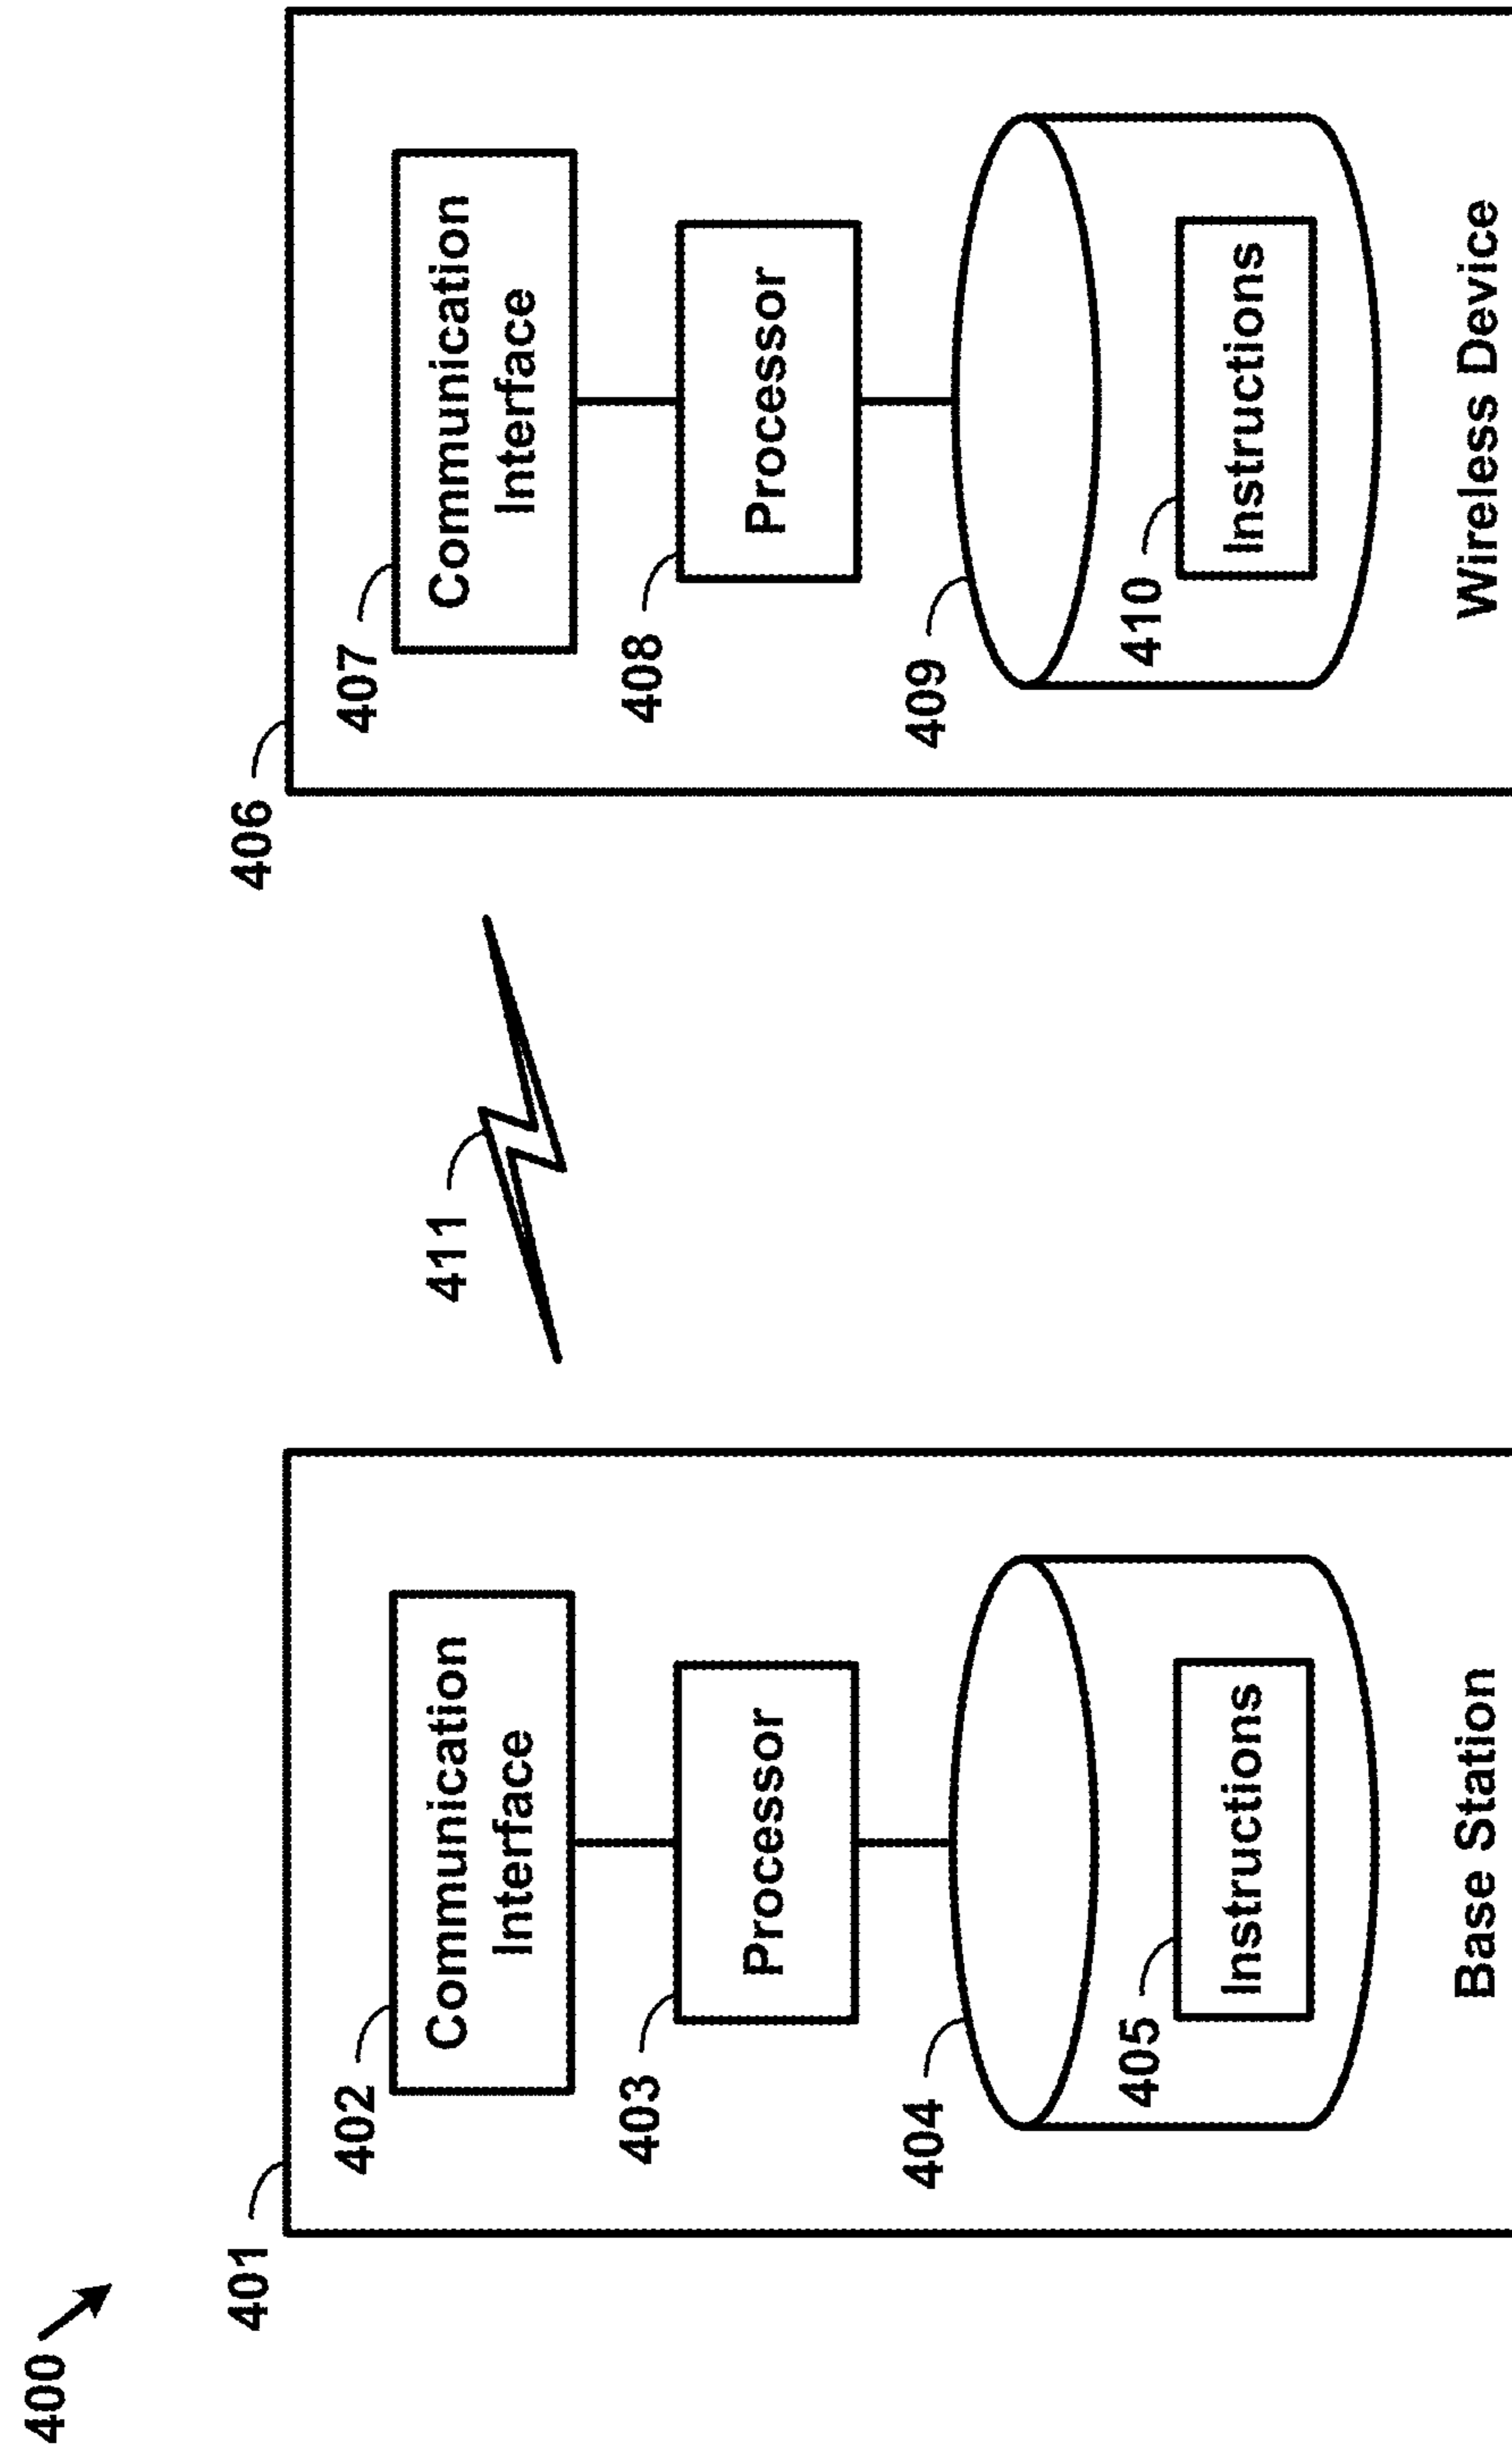 400
401
402
Communication
Interface
403
Processor
404
405
Instructions
Base Station
411
406
407
Communication
Interface
408
Processor
409
410
Instructions
Wireless Device